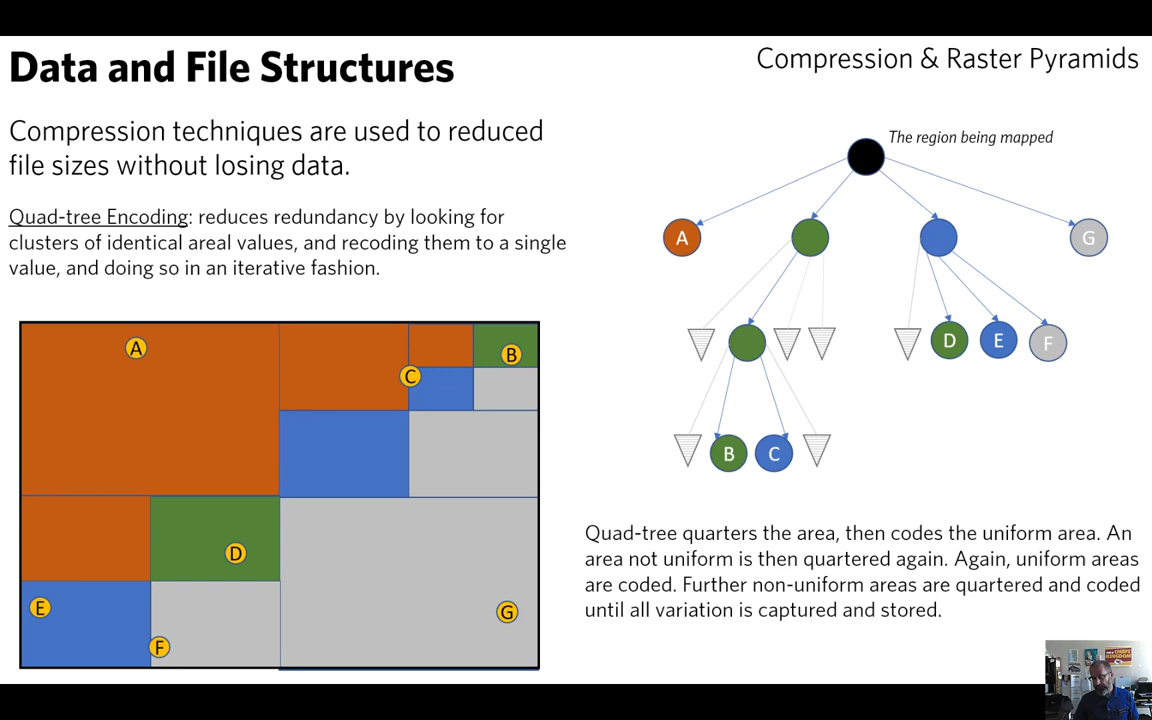 Data and File Structures
Compression & Raster Pyramids
Compression techniques are used to reduced
file sizes without losing data.
Quad-tree Encoding: reduces redundancy by looking for
clusters of identical areal values, and recoding them to a single
value, and doing so in an iterative fashion.
A
B
C
D
E
F
G
The region being mapped
A
G
D
E
F
B
C
Quad-tree quarters the area, then codes the uniform area. An
area not uniform is then quartered again. Again, uniform areas
are coded. Further non-uniform areas are quartered and coded
until all variation is captured and stored.